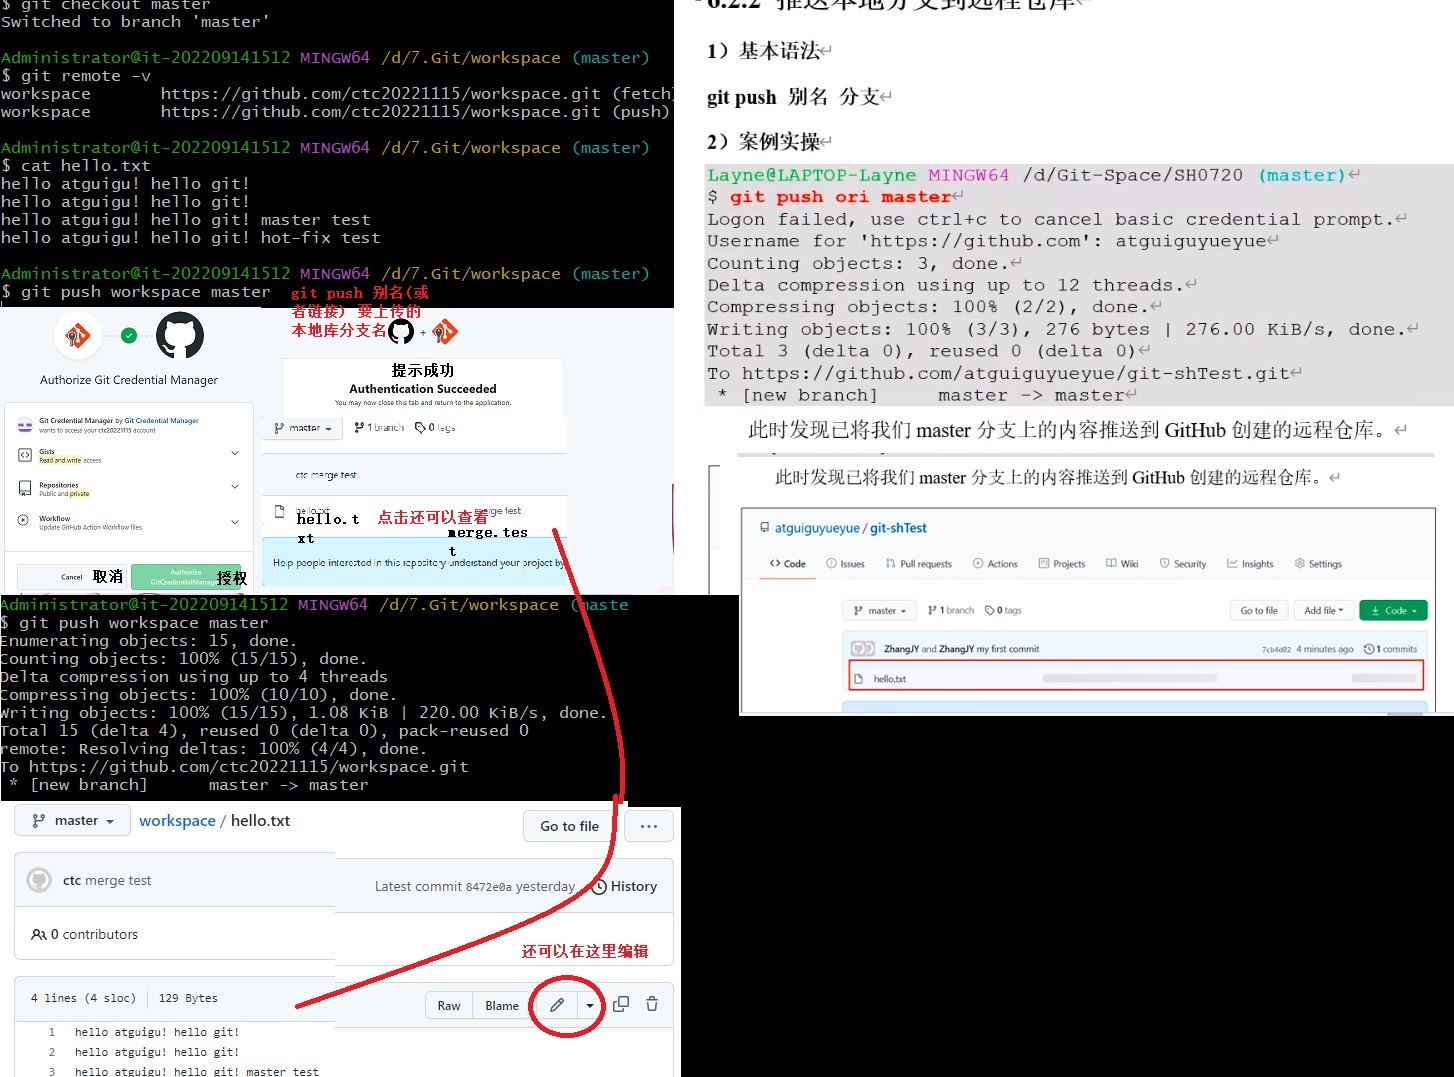 $ git checkout master
Switched to branch 'master'
Administrator@it-202209141512 MINGW64 /d/7.Git/workspace (master)
$ git remote -v
workspace https://github.com/ctc20221115/workspace.git (fetch)
workspace https://github.com/ctc20221115/workspace.git (push)
Administrator@it-202209141512 MINGW64 /d/7.Git/workspace (master)
$ cat hello.txt
hello atguigu! hello git!
hello atguigu! hello git!
hello atguigu! hello git! master test
hello atguigu! hello git! hot-fix test
Administrator@it-202209141512 MINGW64 /d/7.Git/workspace (master)
$ git push workspace master
git push 别名(或
者链接) 要上传的
本地库分支名
Authorize Git Credential Manager
Git Credential Manager by Git Credential Manager
wants to access your ctc20221115 account
Gists
Read and write access
Repositories
Public and private
Workflow
Update GitHub Action Workflow files.
Cancel 取消
Authorize
GitCredentialManager
授权
提示成功
Authentication Succeeded
You may now close this tab and return to the application.
master 1 branch 0 tags
ctc merge test
hello.txt
merge test
hello.t
xt
点击还可以查看
merge.tes
t
Help people interested in this repository understand your project by
Administrator@it-202209141512 MINGW64 /d/7.Git/workspace (maste
$ git push workspace master
Enumerating objects: 15, done.
Counting objects: 100% (15/15), done.
Delta compression using up to 4 threads
Compressing objects: 100% (10/10), done.
Writing objects: 100% (15/15), 1.08 KiB | 220.00 KiB/s, done.
Total 15 (delta 4), reused 0 (delta 0), pack-reused 0
remote: Resolving deltas: 100% (4/4), done.
To https://github.com/ctc20221115/workspace.git
* [new branch] master -> master
master workspace / hello.txt Go to file ...
ctc merge test
Latest commit 8472e0a yesterday History
0 contributors
还可以在这里编辑
4 lines (4 sloc) 129 Bytes
Raw Blame
1 hello atguigu! hello git!
2 hello atguigu! hello git!
3 hello atguigu! hello git! master test
6.2.2 推送本地分支到远程仓库↵
1）基本语法↵
git push 别名 分支↵
2）案例实操↵
Layne@LAPTOP-Layne MINGW64 /d/Git-Space/SH0720 (master)↵
$ git push ori master↵
Logon failed, use ctrl+c to cancel basic credential prompt.↵
Username for 'https://github.com': atguiguyueyue↵
Counting objects: 3, done.↵
Delta compression using up to 12 threads.↵
Compressing objects: 100% (2/2), done.↵
Writing objects: 100% (3/3), 276 bytes | 276.00 KiB/s, done.↵
Total 3 (delta 0), reused 0 (delta 0)↵
To https://github.com/atguiguyueyue/git-shTest.git↵
* [new branch] master -> master↵
此时发现已将我们 master 分支上的内容推送到 GitHub 创建的远程仓库。↵
此时发现已将我们 master 分支上的内容推送到 GitHub 创建的远程仓库。↵
atguiguyueyue / git-shTest
Code Issues Pull requests Actions Projects Wiki Security Insights Settings
master 1 branch 0 tags Go to file Add file Code
ZhangJY and ZhangJY my first commit 7cb4d02 4 minutes ago 1 commits
hello.txt